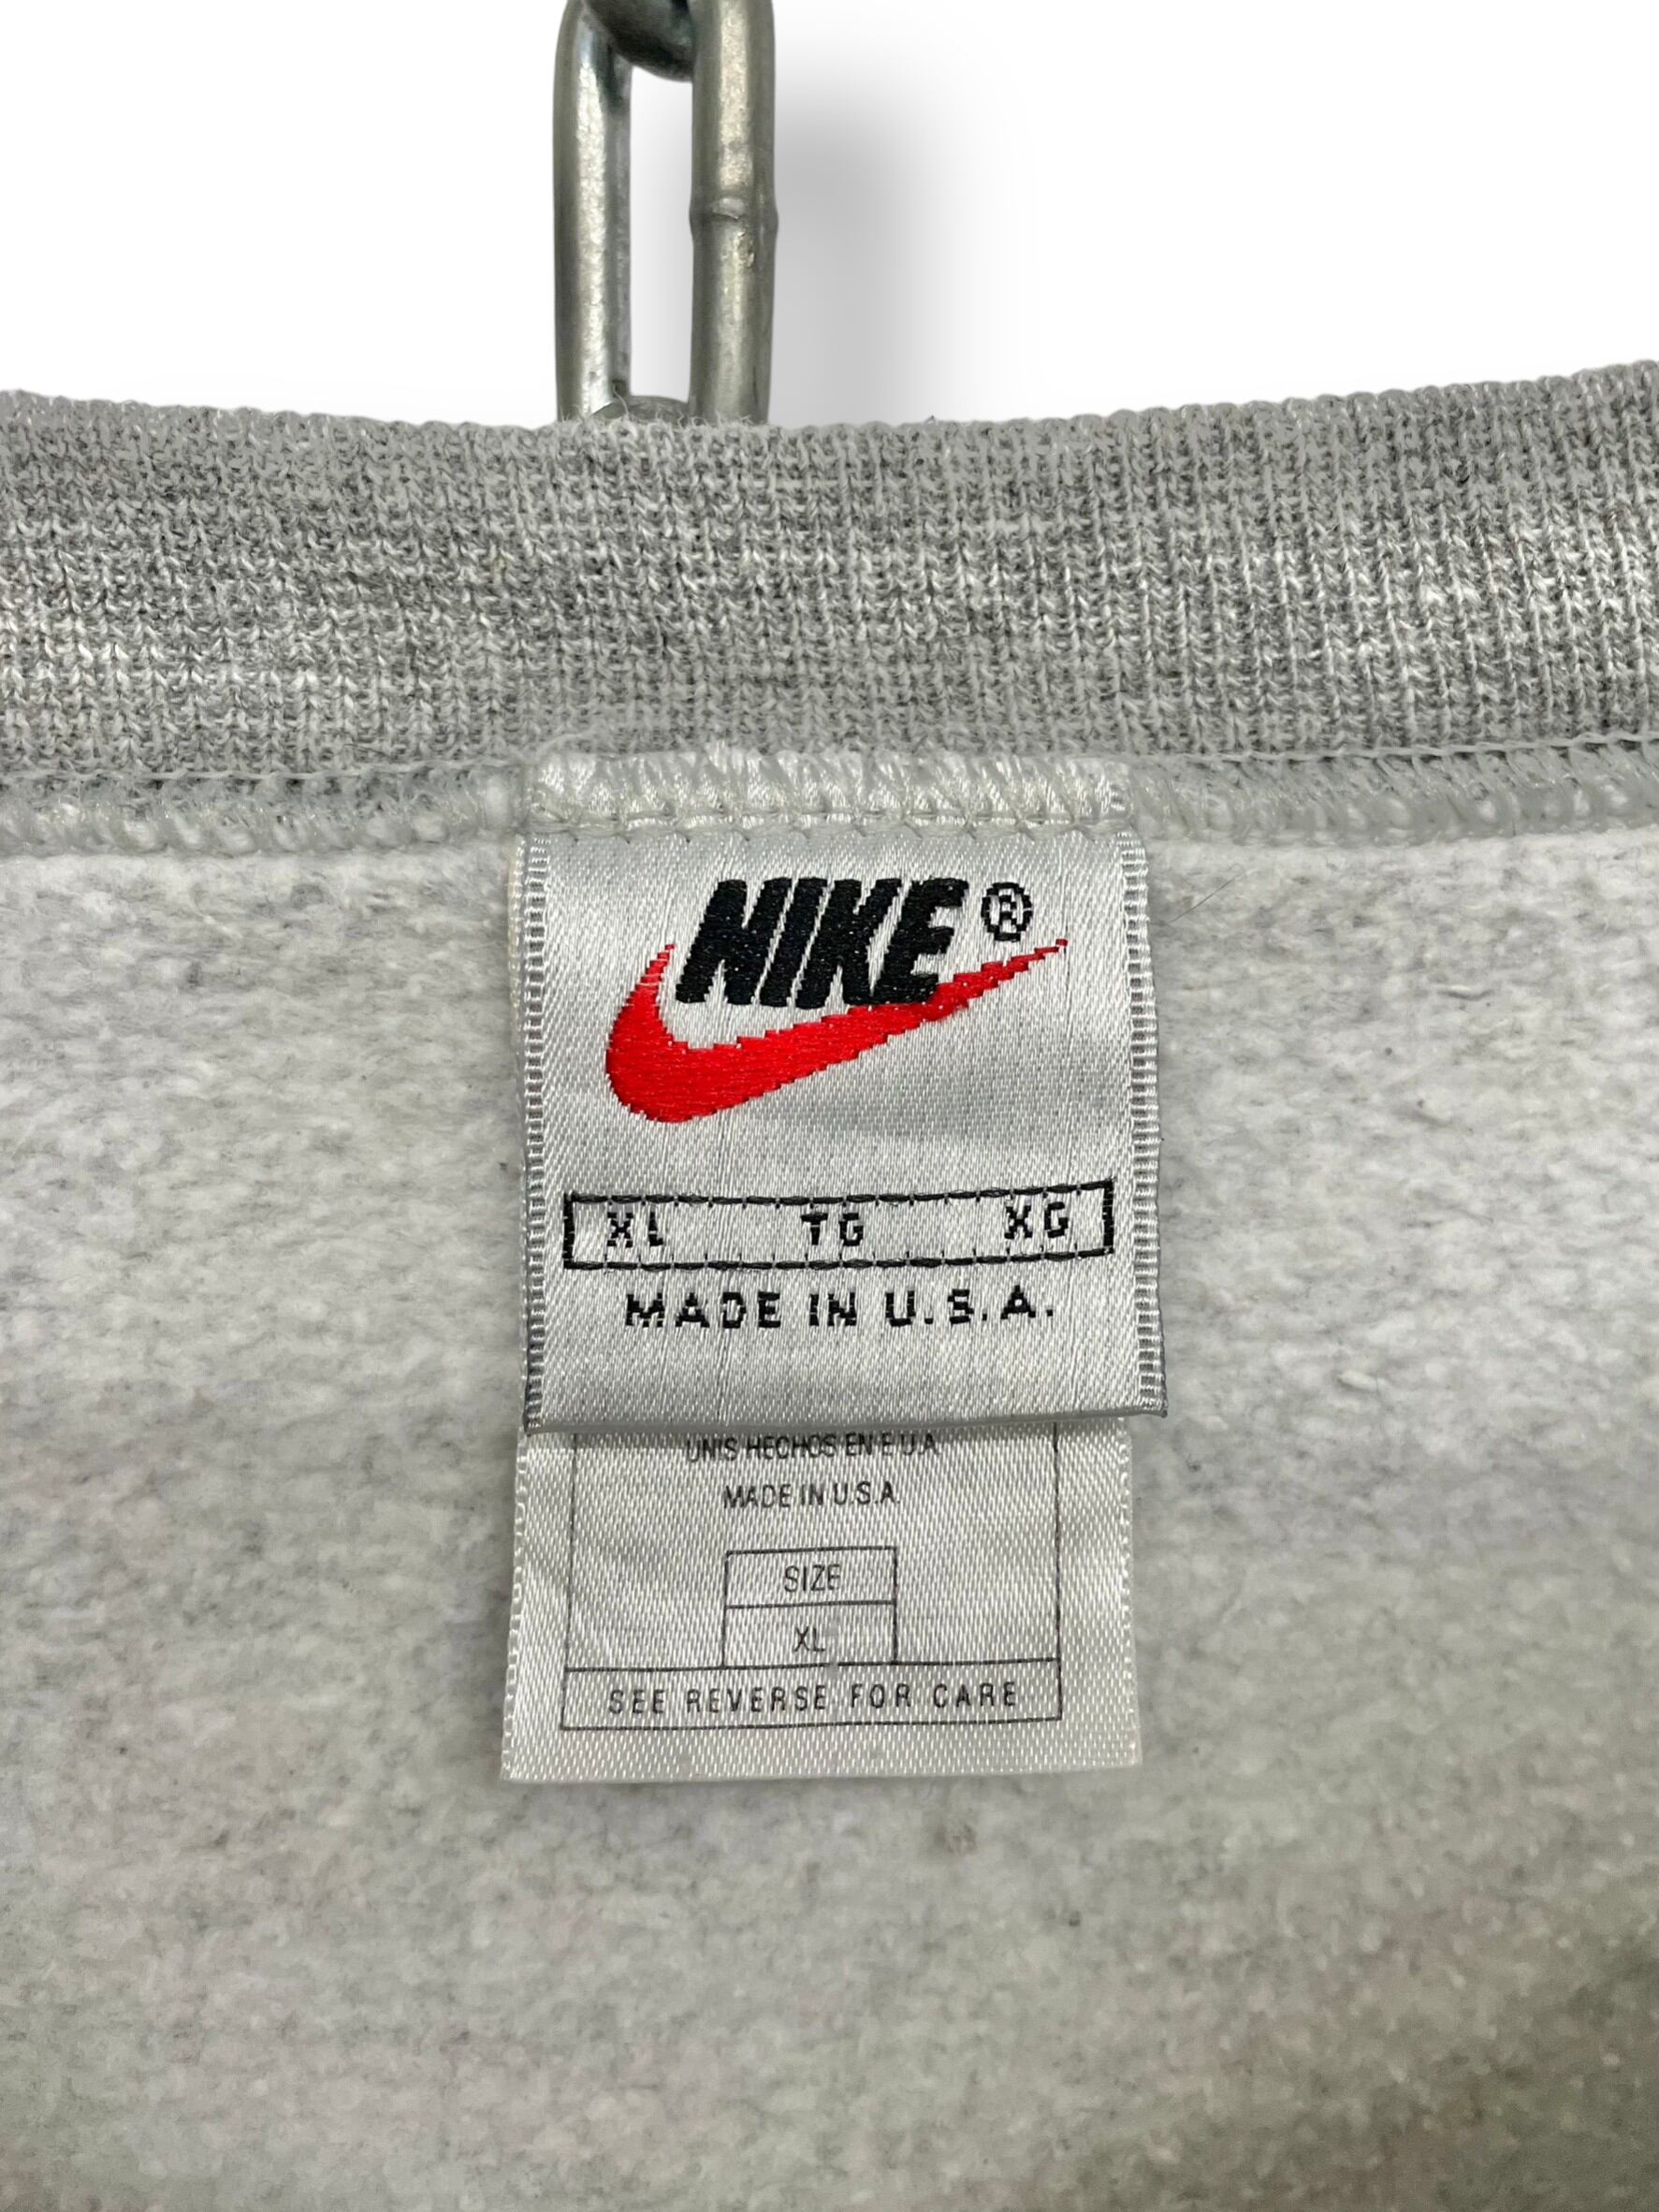 NIKE®
XL TG XG
MADE IN U.S.A.
UNIS HECHOS EN E.U.A.
MADE IN U.S.A.
SIZE
XL
SEE REVERSE FOR CARE